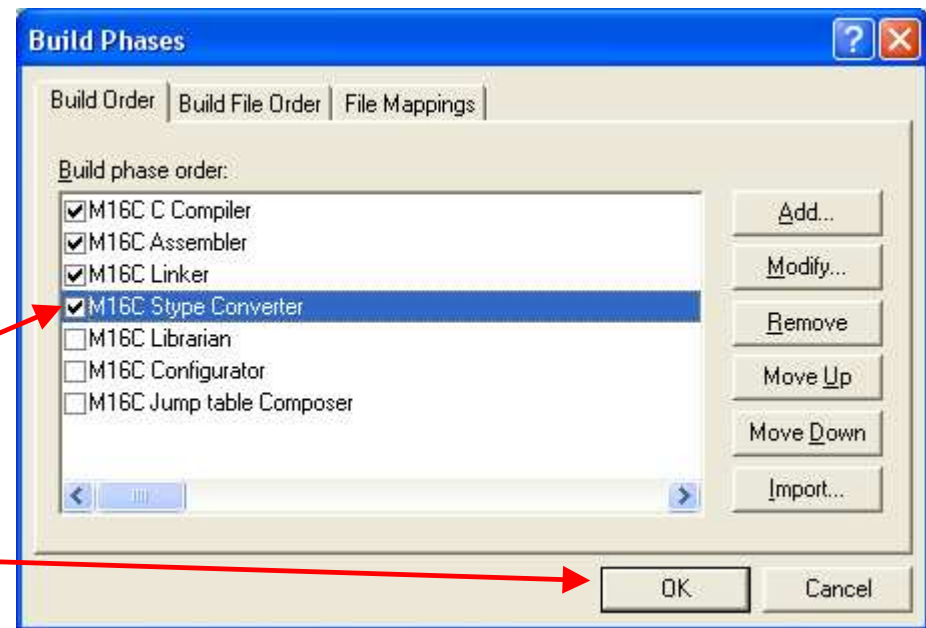 Build Phases
Build Order Build File Order File Mappings
Build phase order:
M16C C Compiler
M16C Assembler
M16C Linker
M16C Stype Converter
M16C Librarian
M16C Configurator
M16C Jump table Composer
Add...
Modify...
Remove
Move Up
Move Down
Import...
OK Cancel